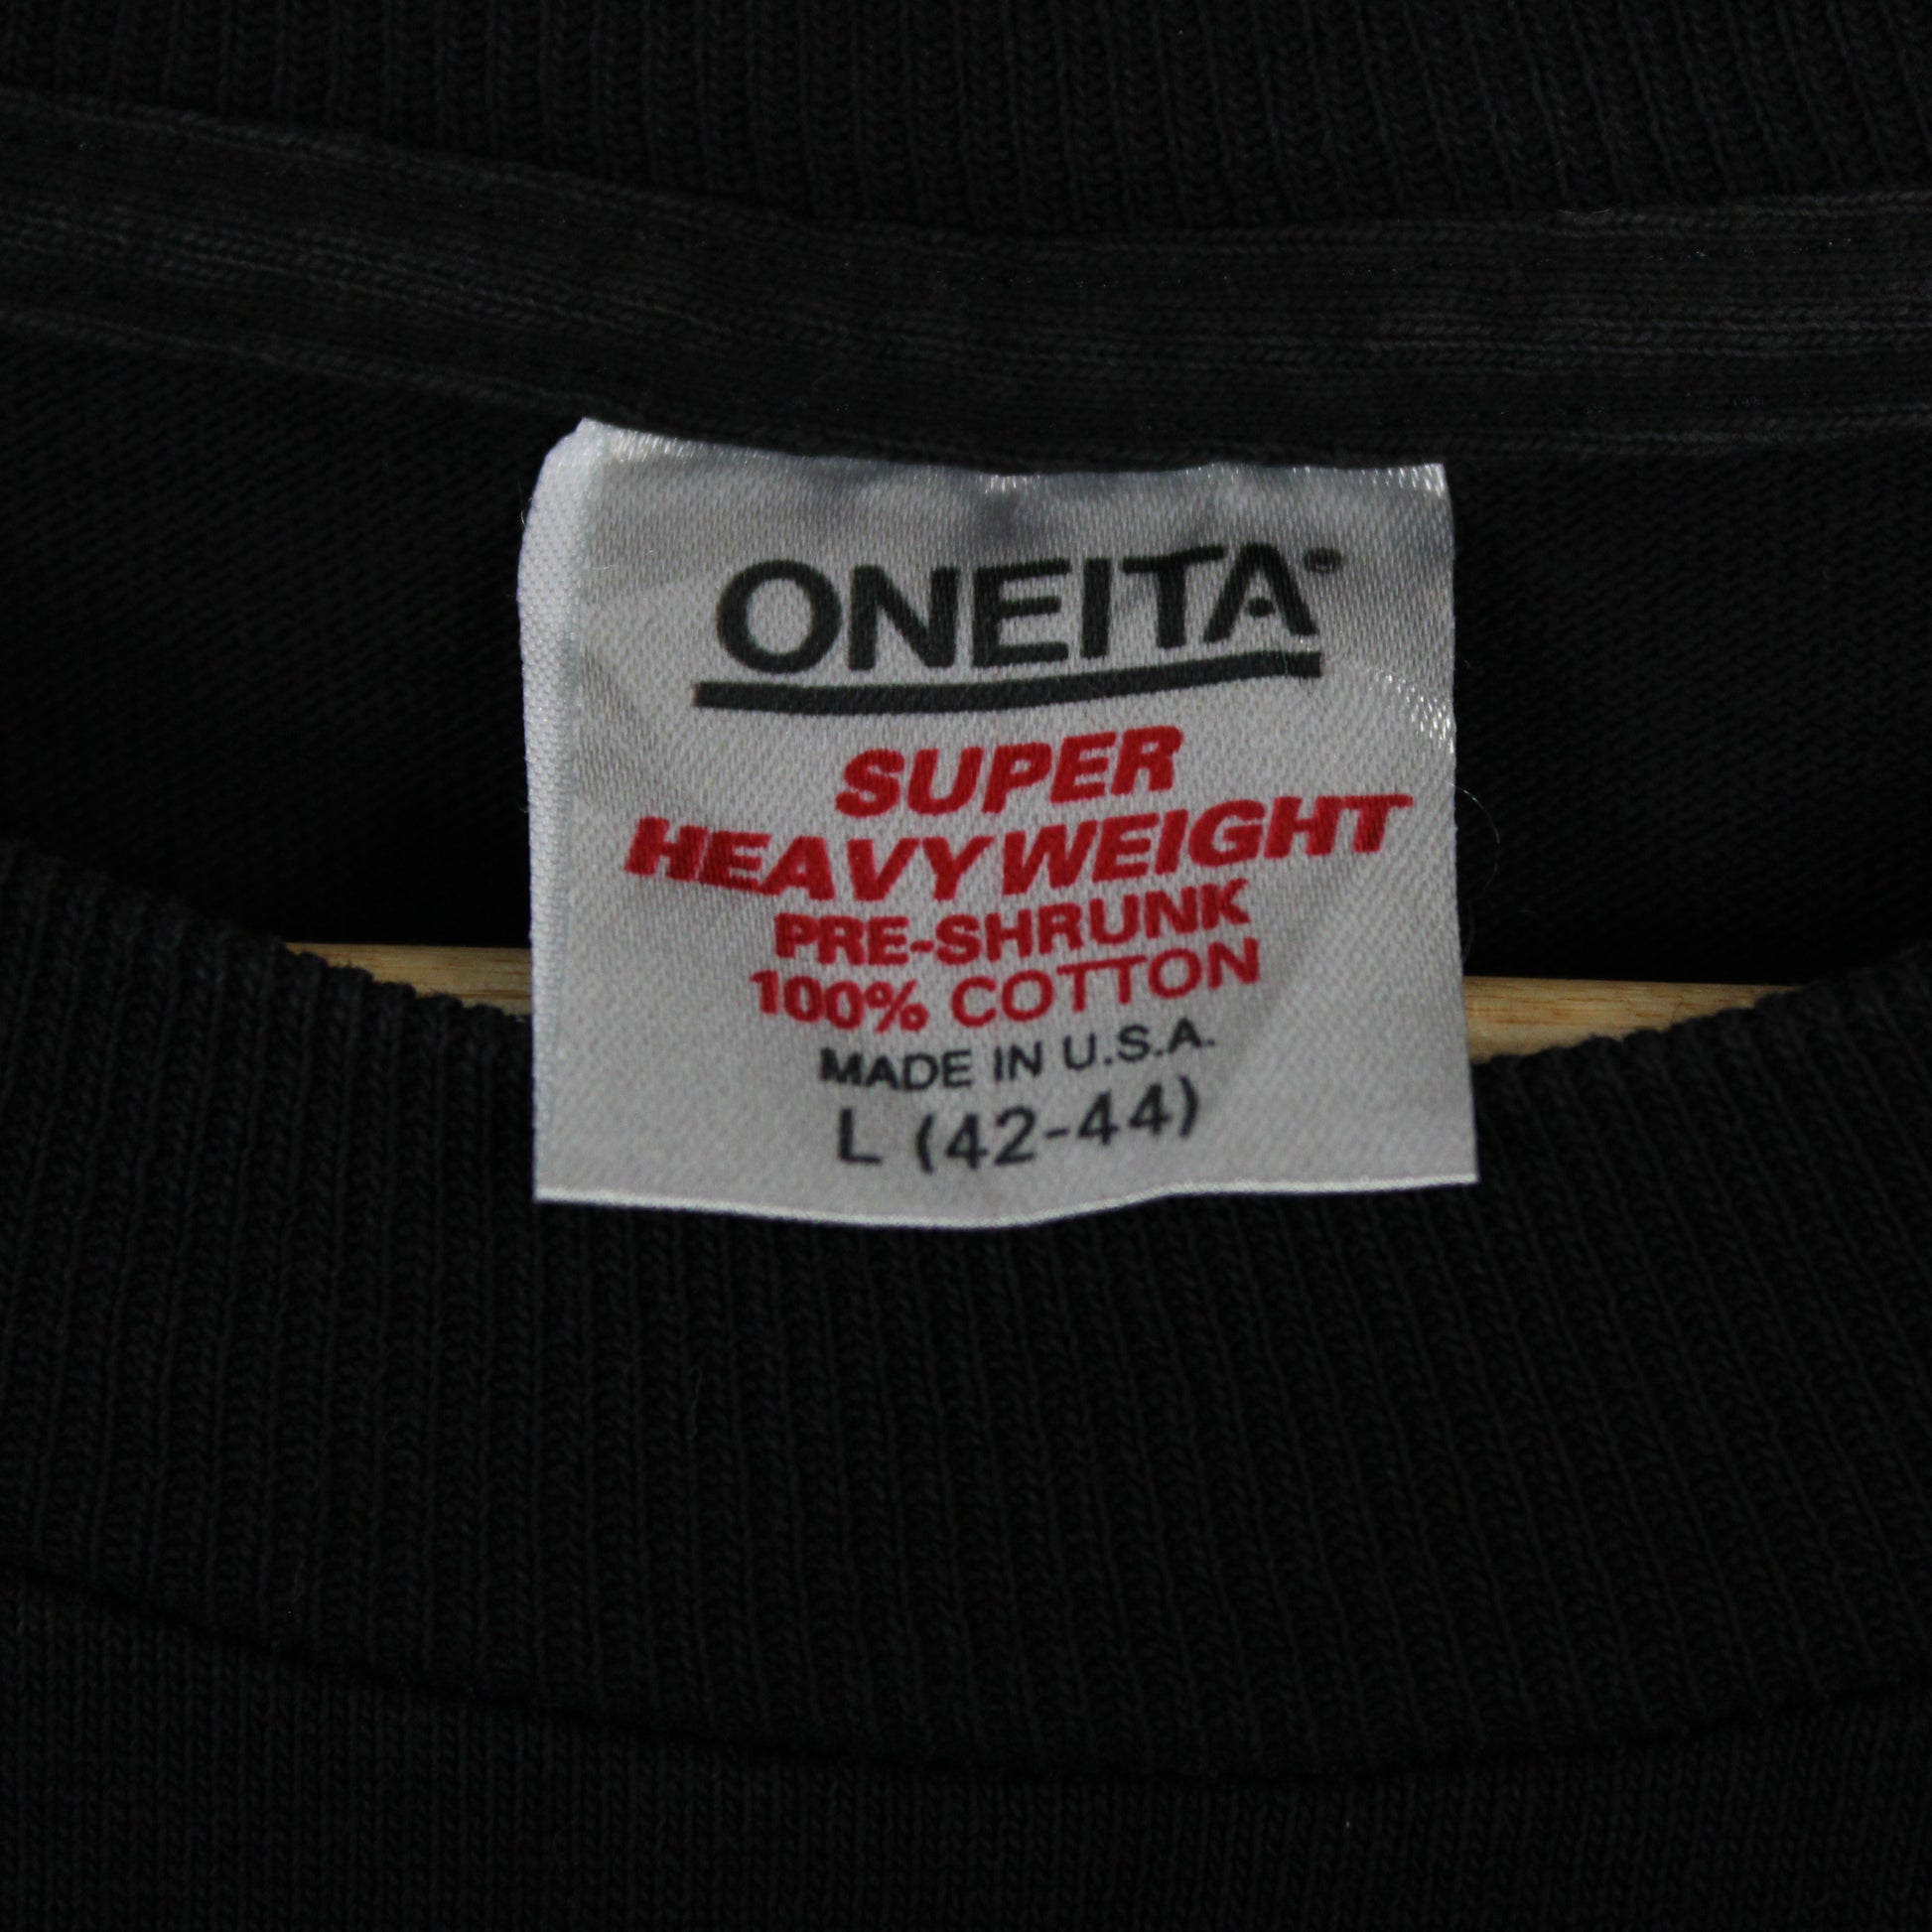 ONEITA
SUPER
HEAVYWEIGHT
PRE-SHRUNK
100% COTTON
MADE IN U.S.A.
L (42-44)